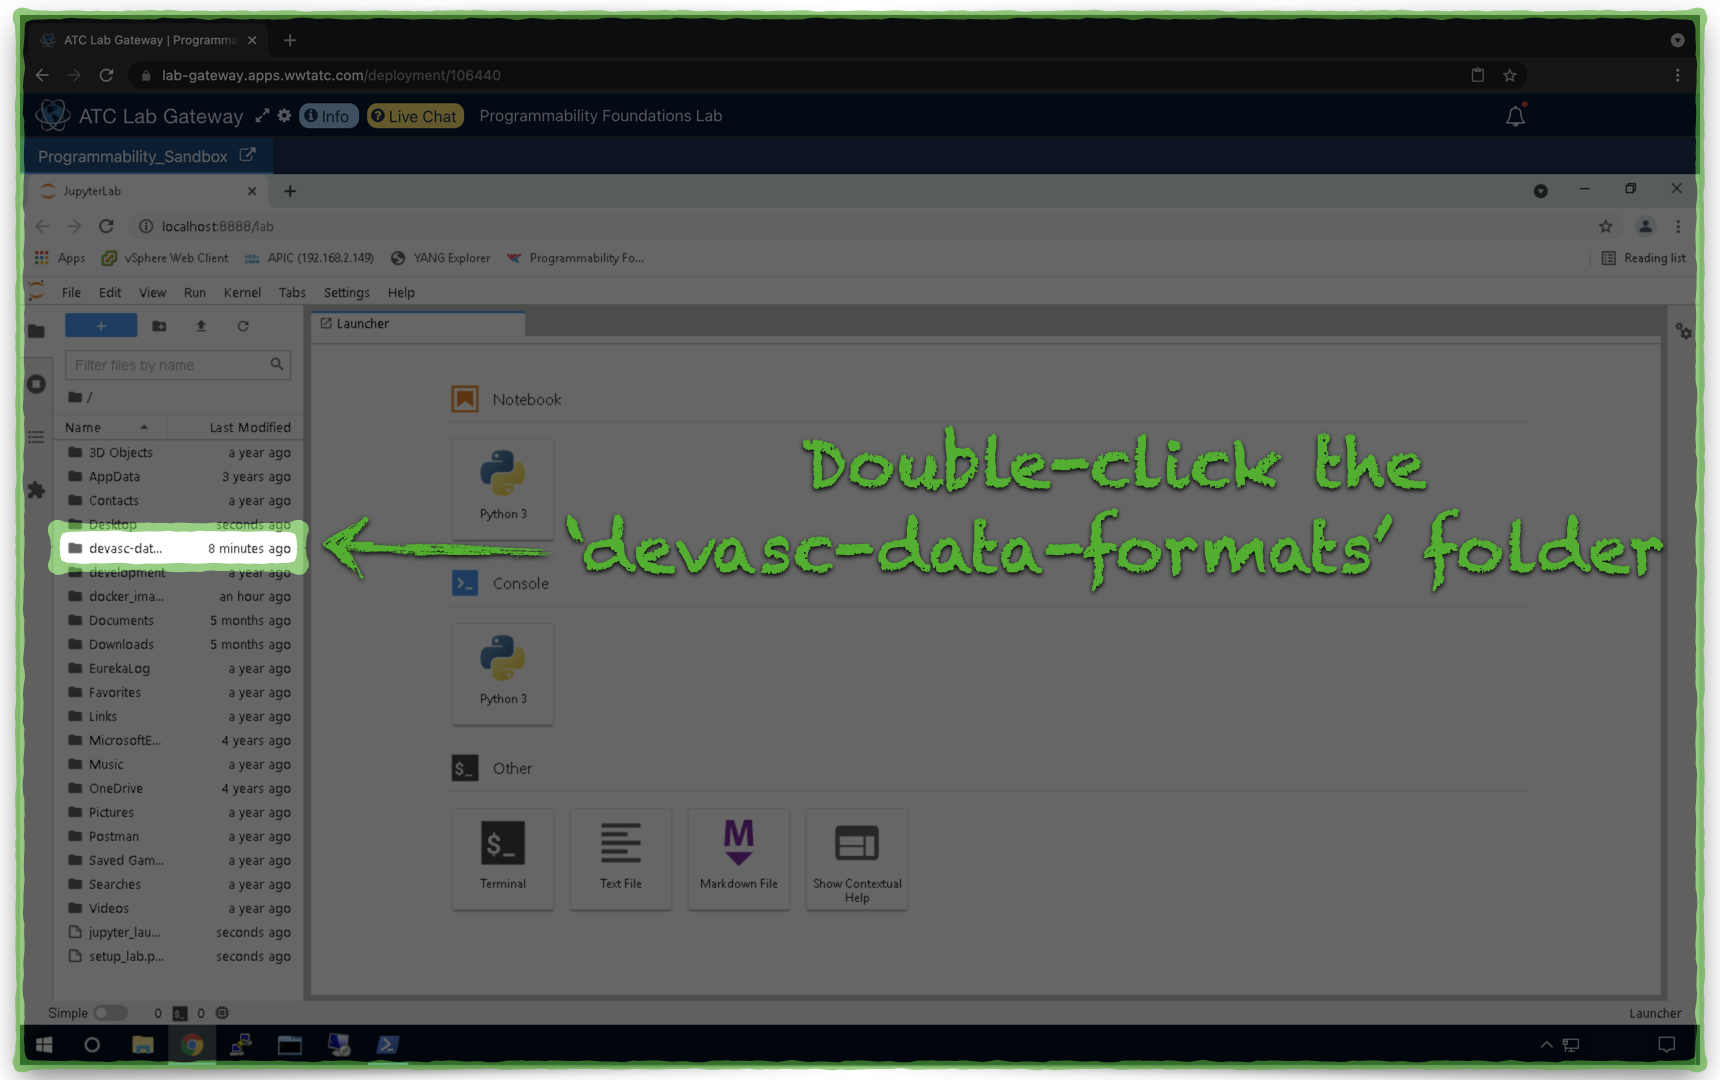 ATC Lab Gateway | Programma
lab-gateway.apps.wwtatc.com/deployment/106440
ATC Lab Gateway Info Live Chat Programmability Foundations Lab
Programmability_Sandbox
JupyterLab
localhost:8888/lab
Apps vSphere Web Client APIC (192.168.2.149) YANG Explorer Programmability Fo... Reading list
File Edit View Run Kernel Tabs Settings Help
Launcher
Filter files by name
/
Name Last Modified
3D Objects a year ago
AppData 3 years ago
Contacts a year ago
Desktop seconds ago
devasc-dat... 8 minutes ago
development a year ago
docker_ima... an hour ago
Documents 5 months ago
Downloads 5 months ago
EurekaLog a year ago
Favorites a year ago
Links a year ago
MicrosoftE... 4 years ago
Music a year ago
OneDrive 4 years ago
Pictures a year ago
Postman a year ago
Saved Gam... a year ago
Searches a year ago
Videos a year ago
jupyter_lau... seconds ago
setup_lab.p... seconds ago
Notebook
Python 3
Double-click the
'devasc-data-formats' folder
Console
Python 3
$_ Other
$_
Terminal
Text File
M
Markdown File
Show Contextual
Help
Simple 0 $_ 0 Launcher